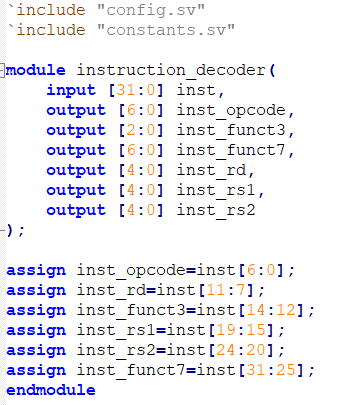 `include "config.sv"
`include "constants.sv"

module instruction_decoder(
    input [31:0] inst,
    output [6:0] inst_opcode,
    output [2:0] inst_funct3,
    output [6:0] inst_funct7,
    output [4:0] inst_rd,
    output [4:0] inst_rs1,
    output [4:0] inst_rs2
);

assign inst_opcode=inst[6:0];
assign inst_rd=inst[11:7];
assign inst_funct3=inst[14:12];
assign inst_rs1=inst[19:15];
assign inst_rs2=inst[24:20];
assign inst_funct7=inst[31:25];
endmodule